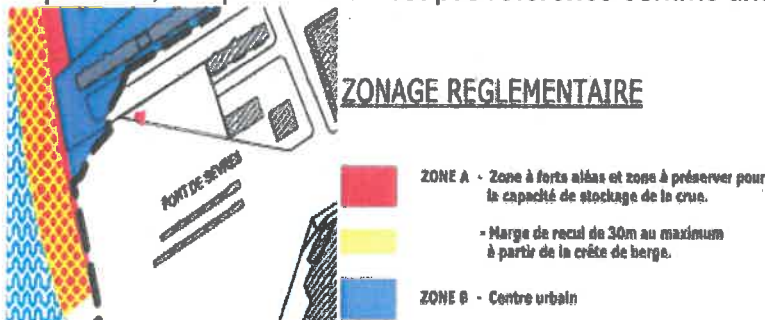 ZONAGE REGLEMENTAIRE
PONT DE SEVRES
ZONE A - Zone à forts aléas et zone à préserver pour
la capacité de stockage de la crue.
- Marge de recul de 30m au maximum
à partir de la crête de berge.
ZONE B - Centre urbain